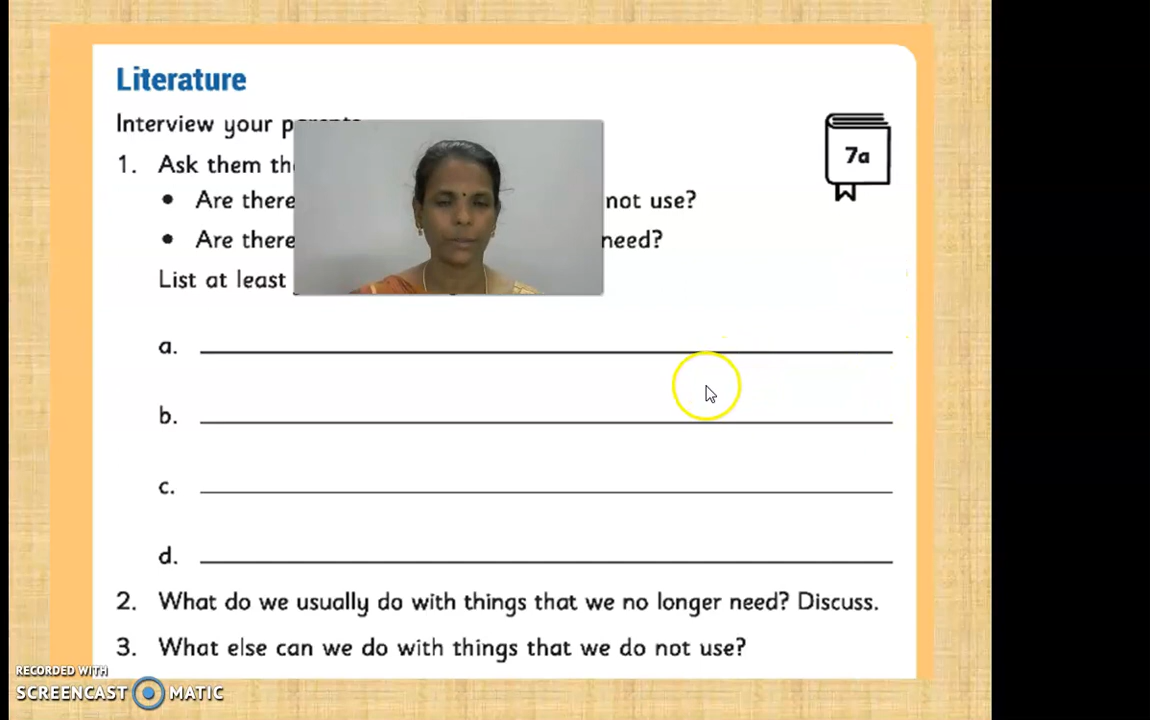 Literature
Interview your parents
7a
1. Ask them the
• Are there not use?
• Are there need?
List at least
a.
b.
c.
d.
2. What do we usually do with things that we no longer need? Discuss.
3. What else can we do with things that we do not use?
RECORDED WITH
SCREENCAST MATIC